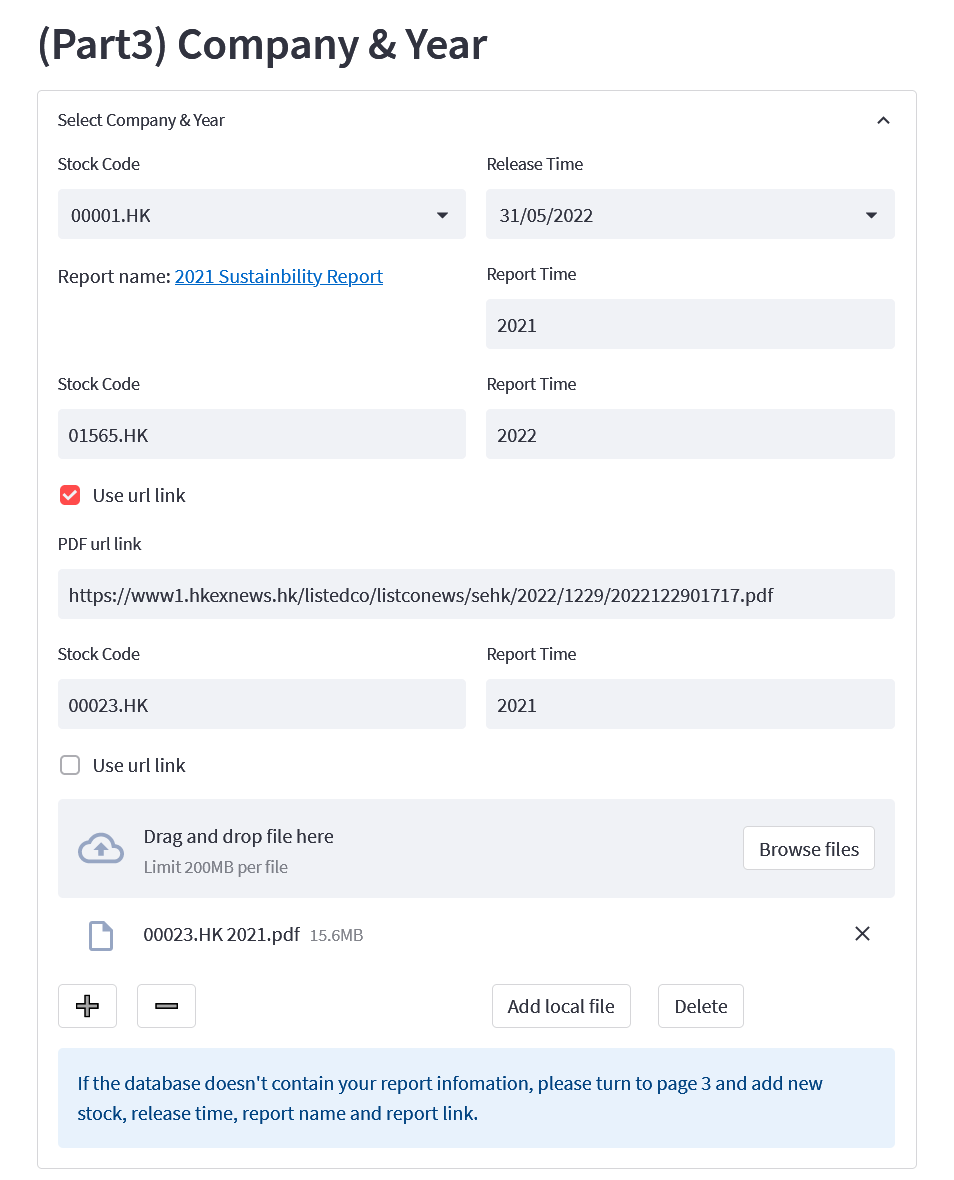 (Part3) Company & Year
Select Company & Year
Stock Code
Release Time
00001.HK
31/05/2022
Report name: 2021 Sustainbility Report
Report Time
2021
Stock Code
Report Time
01565.HK
2022
Use url link
PDF url link
https://www1.hkexnews.hk/listedco/listconews/sehk/2022/1229/2022122901717.pdf
Stock Code
Report Time
00023.HK
2021
Use url link
Drag and drop file here
Limit 200MB per file
Browse files
00023.HK 2021.pdf 15.6MB
Add local file
Delete
If the database doesn't contain your report infomation, please turn to page 3 and add new
stock, release time, report name and report link.